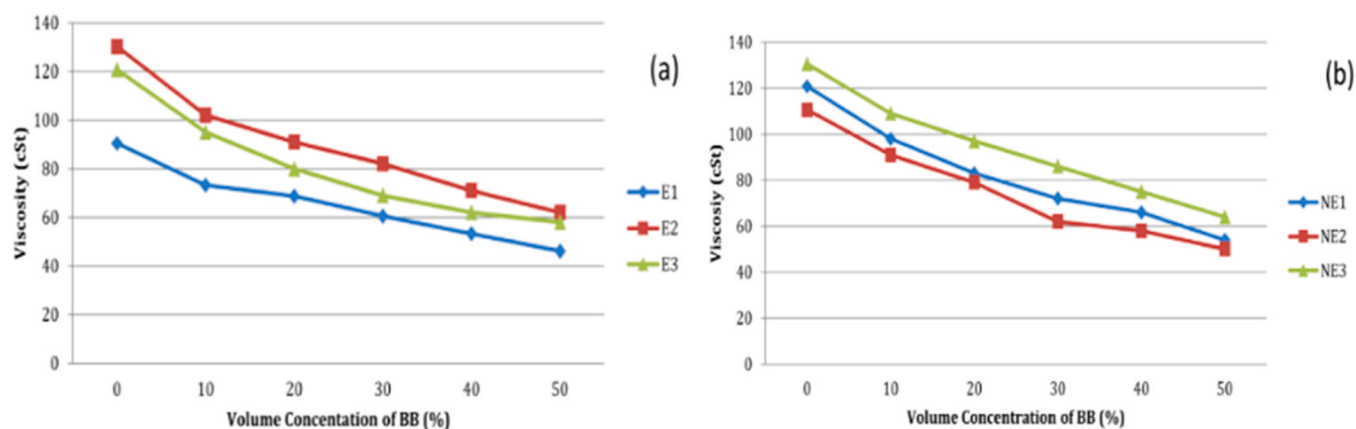 140
120
100
80
60
40
20
0
Viscosity (cSt)
0 10 20 30 40 50
Volume Concentation of BB (%)
(a)
E1
E2
E3
140
120
100
80
60
40
20
0
Viscosiy (cSt)
0 10 20 30 40 50
Volume Concentration of BB (%)
(b)
NE1
NE2
NE3